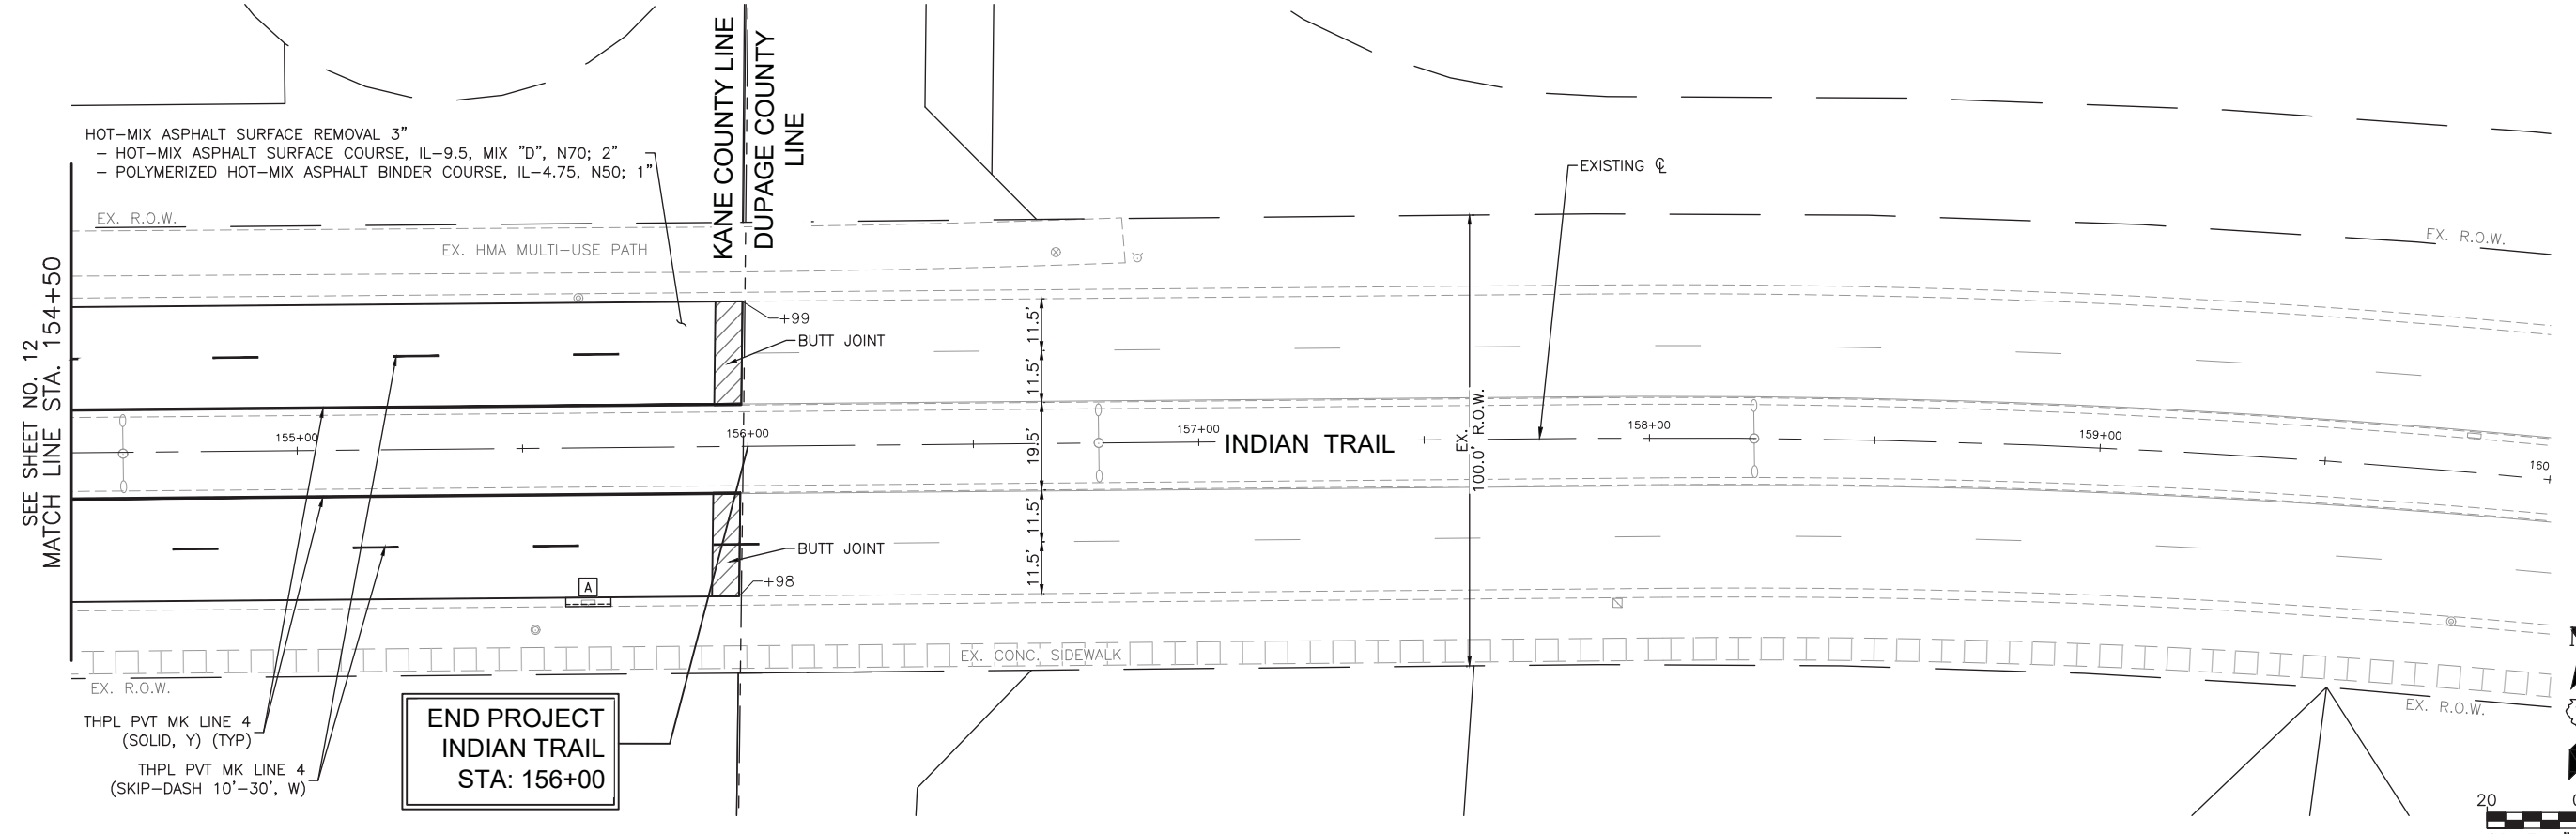 KANE COUNTY LINE
DUPAGE COUNTY
LINE
HOT-MIX ASPHALT SURFACE REMOVAL 3"
- HOT-MIX ASPHALT SURFACE COURSE, IL-9.5, MIX "D", N70; 2"
- POLYMERIZED HOT-MIX ASPHALT BINDER COURSE, IL-4.75, N50; 1"
EXISTING ℄
EX. R.O.W.
EX. HMA MULTI-USE PATH
EX. R.O.W.
SEE SHEET NO. 12
MATCH LINE STA. 154+50
+99
BUTT JOINT
11.5'
11.5'
19.5'
11.5'
11.5'
EX.
100.0' R.O.W.
155+00
156+00
157+00
INDIAN TRAIL
158+00
159+00
160
BUTT JOINT
+98
A
EX. CONC. SIDEWALK
EX. R.O.W.
EX. R.O.W.
THPL PVT MK LINE 4
(SOLID, Y) (TYP)
THPL PVT MK LINE 4
(SKIP-DASH 10'-30', W)
END PROJECT
INDIAN TRAIL
STA: 156+00
20